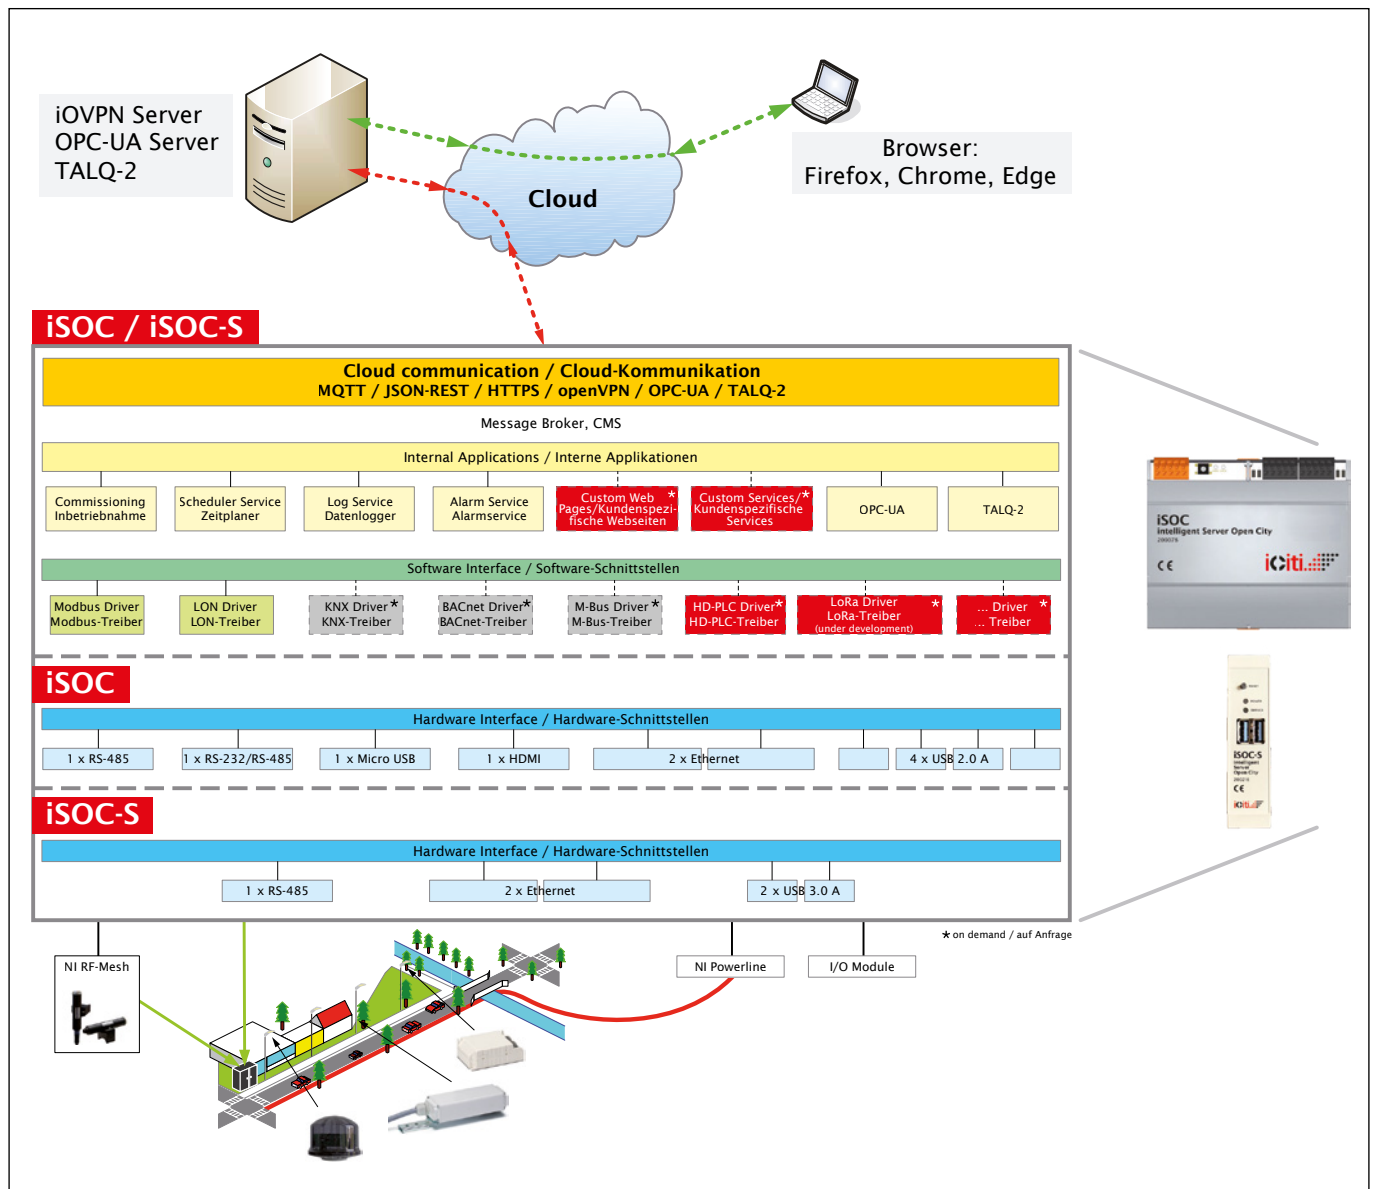 iOVPN Server
OPC-UA Server
TALQ-2
Cloud
Browser:
Firefox, Chrome, Edge
iSOC / iSOC-S
Cloud communication / Cloud-Kommunikation
MQTT / JSON-REST / HTTPS / openVPN / OPC-UA / TALQ-2
Message Broker, CMS
Internal Applications / Interne Applikationen
Commissioning
Inbetriebnahme
Scheduler Service
Zeitplaner
Log Service
Datenlogger
Alarm Service
Alarmservice
Custom Web *
Pages/Kundenspezi-
fische Webseiten
Custom Services/ *
Kundenspezifische
Services
OPC-UA
TALQ-2
Software Interface / Software-Schnittstellen
Modbus Driver
Modbus-Treiber
LON Driver
LON-Treiber
KNX Driver *
KNX-Treiber
BACnet Driver *
BACnet-Treiber
M-Bus Driver *
M-Bus-Treiber
HD-PLC Driver *
HD-PLC-Treiber
LoRa Driver *
LoRa-Treiber
(under development)
... Driver *
... Treiber
iSOC
Hardware Interface / Hardware-Schnittstellen
1 x RS-485
1 x RS-232/RS-485
1 x Micro USB
1 x HDMI
2 x Ethernet
4 x USB 2.0 A
iSOC-S
Hardware Interface / Hardware-Schnittstellen
1 x RS-485
2 x Ethernet
2 x USB 3.0 A
* on demand / auf Anfrage
NI RF-Mesh
NI Powerline
I/O Module
iSOC
intelligent Server Open City
CE
iCiti
iSOC-S
intelligent
Server
Open City
CE
iCiti